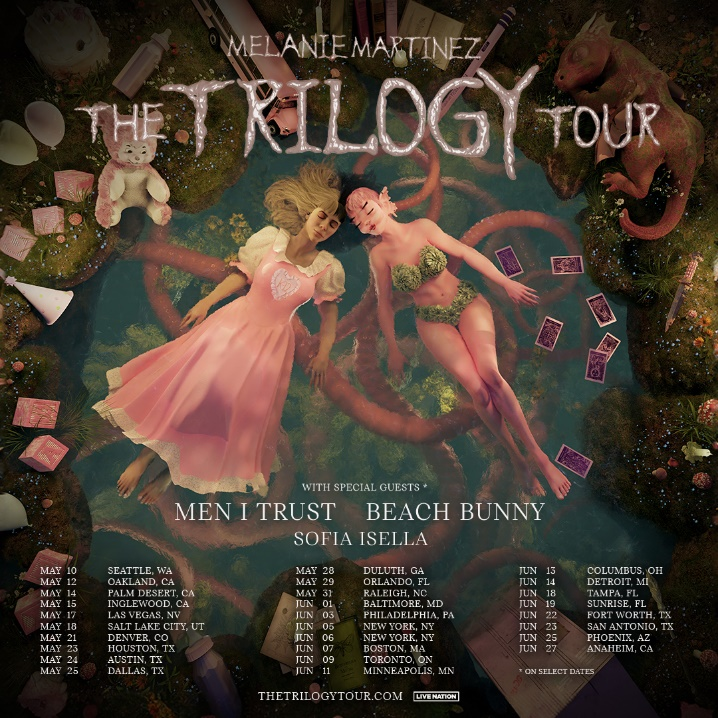 MELANIE MARTINEZ
THE TRILOGY TOUR
WITH SPECIAL GUESTS *
MEN I TRUST BEACH BUNNY
SOFIA ISELLA
MAY 10 SEATTLE, WA
MAY 12 OAKLAND, CA
MAY 14 PALM DESERT, CA
MAY 15 INGLEWOOD, CA
MAY 17 LAS VEGAS, NV
MAY 18 SALT LAKE CITY, UT
MAY 21 DENVER, CO
MAY 23 HOUSTON, TX
MAY 24 AUSTIN, TX
MAY 25 DALLAS, TX
MAY 28 DULUTH, GA
MAY 29 ORLANDO, FL
MAY 31 RALEIGH, NC
JUN 01 BALTIMORE, MD
JUN 03 PHILADELPHIA, PA
JUN 05 NEW YORK, NY
JUN 06 NEW YORK, NY
JUN 07 BOSTON, MA
JUN 09 TORONTO, ON
JUN 11 MINNEAPOLIS, MN
JUN 13 COLUMBUS, OH
JUN 14 DETROIT, MI
JUN 18 TAMPA, FL
JUN 19 SUNRISE, FL
JUN 22 FORT WORTH, TX
JUN 23 SAN ANTONIO, TX
JUN 25 PHOENIX, AZ
JUN 27 ANAHEIM, CA
* ON SELECT DATES
THETRILOGYTOUR.COM LIVE NATION